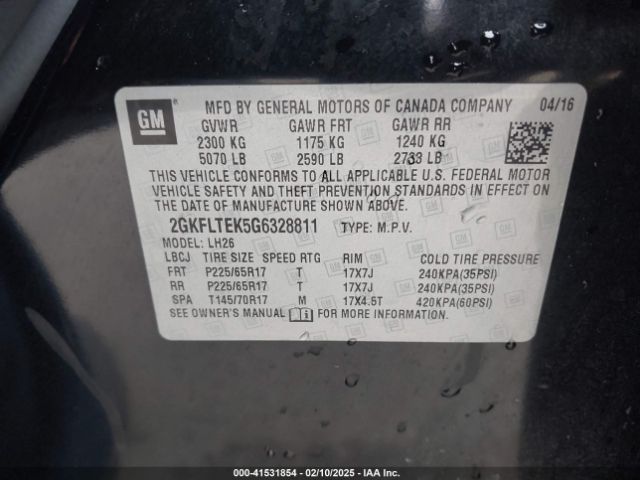 GM
MFD BY GENERAL MOTORS OF CANADA COMPANY 04/16
GVWR GAWR FRT GAWR RR
2300 KG 1175 KG 1240 KG
5070 LB 2590 LB 2733 LB
THIS VEHICLE CONFORMS TO ALL APPLICABLE U.S. FEDERAL MOTOR
VEHICLE SAFETY AND THEFT PREVENTION STANDARDS IN EFFECT ON
THE DATE OF MANUFACTURE SHOWN ABOVE.
2GKFLTEK5G6328811 TYPE: M.P.V.
MODEL: LH26
LBCJ TIRE SIZE SPEED RTG RIM COLD TIRE PRESSURE
FRT P225/65R17 T 17X7J 240KPA(35PSI)
RR P225/65R17 T 17X7J 240KPA(35PSI)
SPA T145/70R17 M 17X4.5T 420KPA(60PSI)
SEE OWNER'S MANUAL FOR MORE INFORMATION.
000-41531854 - 02/10/2025 - IAA Inc.